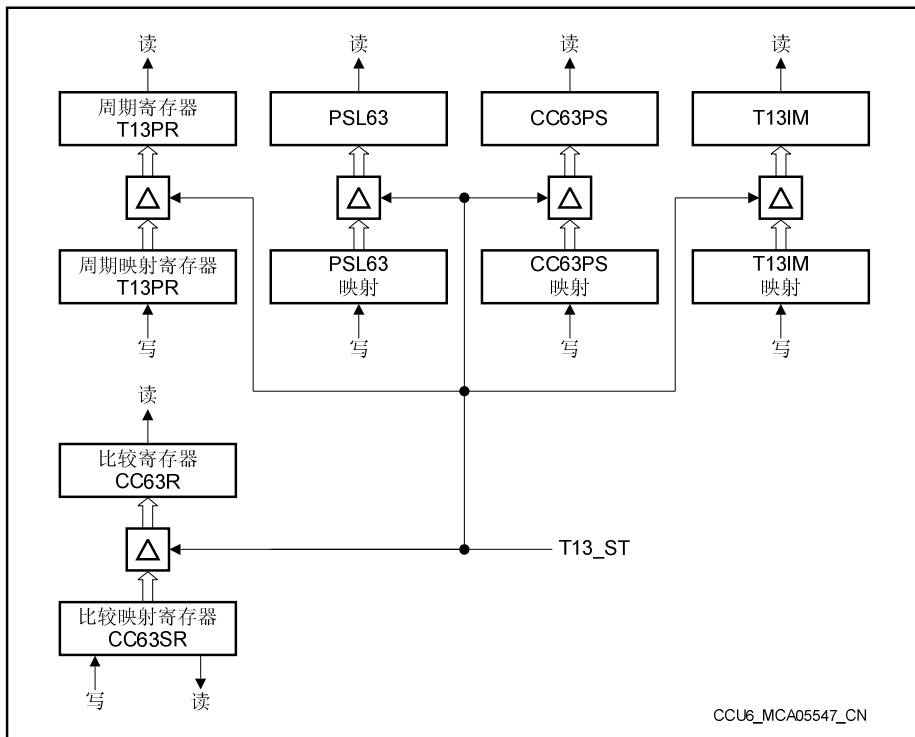 读 读 读 读
周期寄存器 PSL63 CC63PS T13IM
T13PR
周期映射寄存器 PSL63 CC63PS T13IM
T13PR 映射 映射 映射
写 写 写 写
读
比较寄存器
CC63R
T13_ST
比较映射寄存器
CC63SR
写 读
CCU6_MCA05547_CN